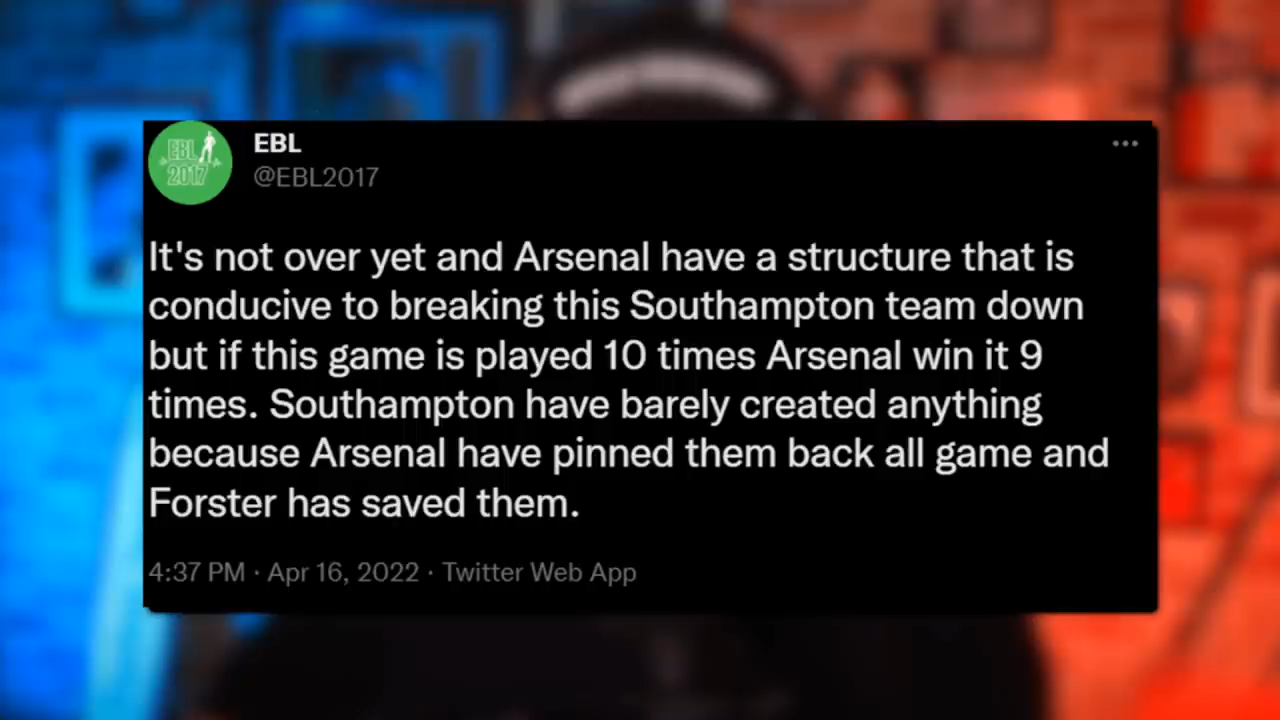 EBL
2017
EBL
@EBL2017
It's not over yet and Arsenal have a structure that is
conducive to breaking this Southampton team down
but if this game is played 10 times Arsenal win it 9
times. Southampton have barely created anything
because Arsenal have pinned them back all game and
Forster has saved them.
4:37 PM · Apr 16, 2022 · Twitter Web App